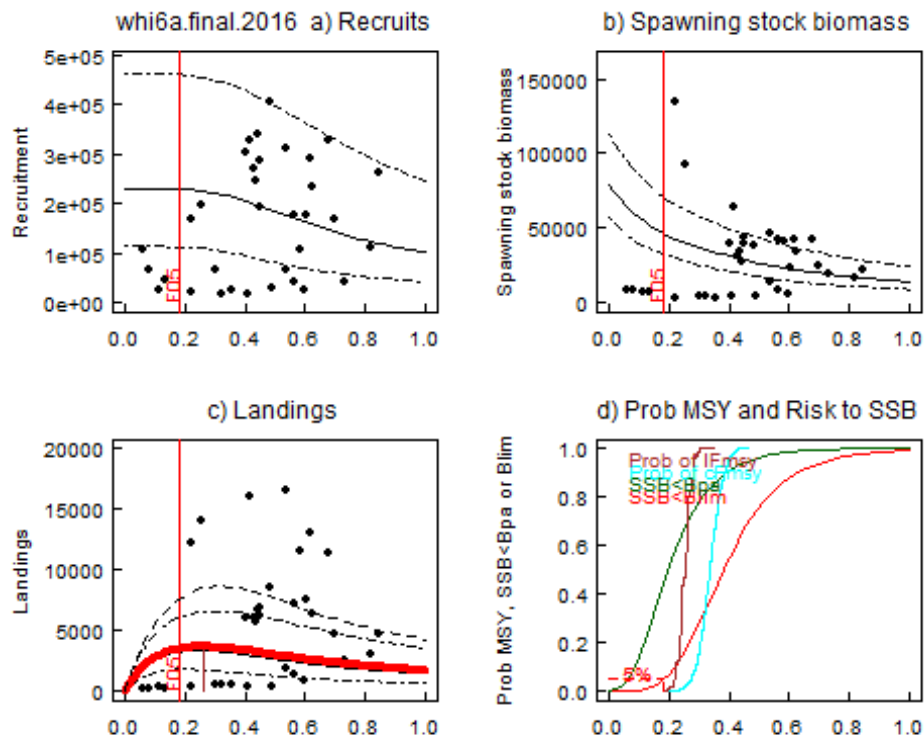 whi6a.final.2016 a) Recruits
b) Spawning stock biomass
Recruitment
5e+05
4e+05
3e+05
2e+05
1e+05
0e+00
F05
0.0 0.2 0.4 0.6 0.8 1.0
Spawning stock biomass
150000
100000
50000
0
F05
0.0 0.2 0.4 0.6 0.8 1.0
c) Landings
d) Prob MSY and Risk to SSB
Landings
20000
15000
10000
5000
0
F05
0.0 0.2 0.4 0.6 0.8 1.0
Prob MSY, SSB<Bpa or Blim
1.0
0.8
0.6
0.4
0.2
0.0
Prob of lFmsy
Prob of cFmsy
SSB<Bpa
SSB<Blim
5%
0.0 0.2 0.4 0.6 0.8 1.0